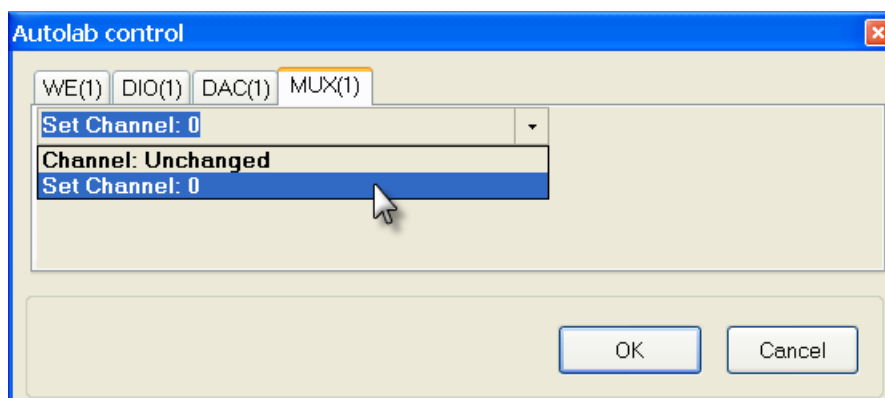 Autolab control
WE(1) DIO(1) DAC(1) MUX(1)
Set Channel: 0
Channel: Unchanged
Set Channel: 0
OK Cancel